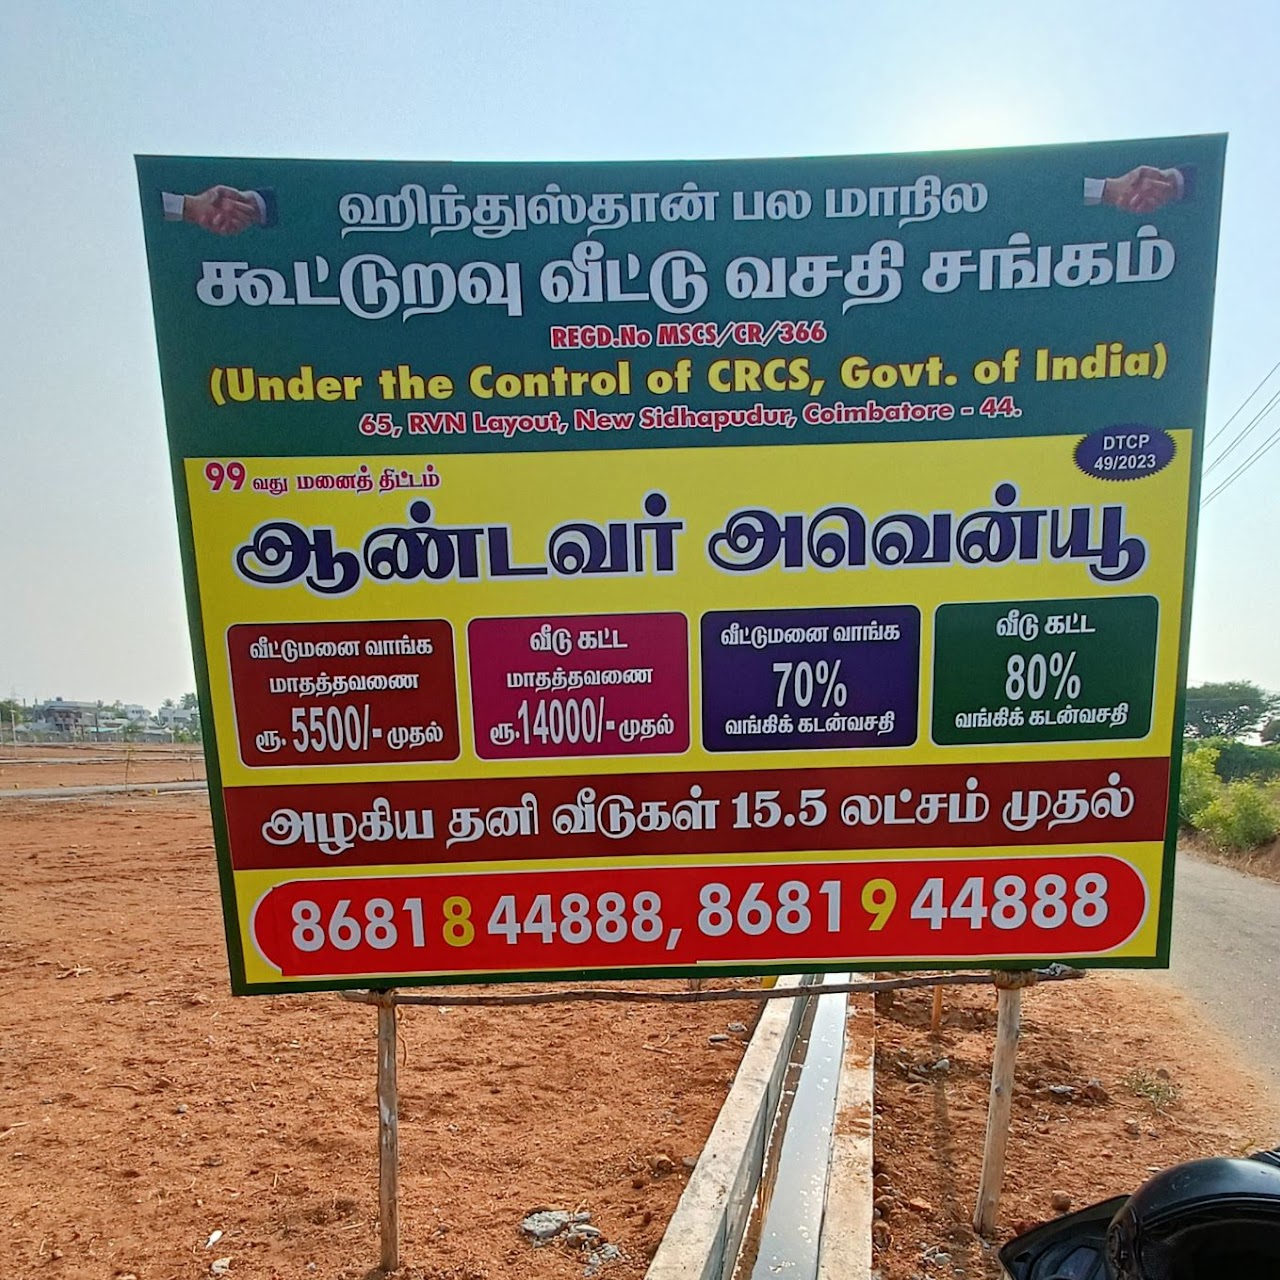 ஹிந்துஸ்தான் பல மாநில
கூட்டுறவு வீட்டு வசதி சங்கம்
REGD.No MSCS/CR/366
(Under the Control of CRCS, Govt. of India)
65, RVN Layout, New Sidhapudur, Coimbatore - 44.
DTCP
49/2023
99 வது மனைத் திட்டம்
ஆண்டவர் அவென்யூ
வீட்டுமனை வாங்க
மாதத்தவணை
ரூ. 5500/- முதல்
வீடு கட்ட
மாதத்தவணை
ரூ.14000/- முதல்
வீட்டுமனை வாங்க
70%
வங்கிக் கடன்வசதி
வீடு கட்ட
80%
வங்கிக் கடன்வசதி
அழகிய தனி வீடுகள் 15.5 லட்சம் முதல்
8681 8 44888, 8681 9 44888